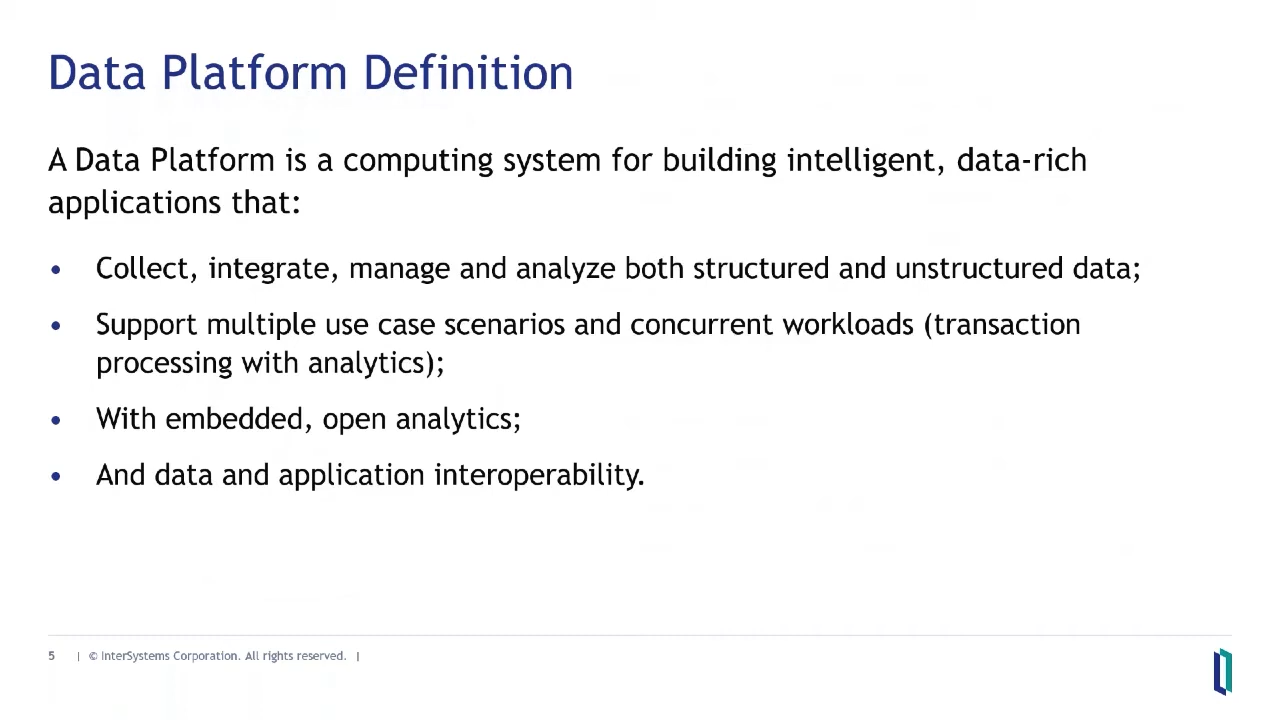 Data Platform Definition
A Data Platform is a computing system for building intelligent, data-rich
applications that:
• Collect, integrate, manage and analyze both structured and unstructured data;
• Support multiple use case scenarios and concurrent workloads (transaction
processing with analytics);
• With embedded, open analytics;
• And data and application interoperability.
5 | © InterSystems Corporation. All rights reserved. |